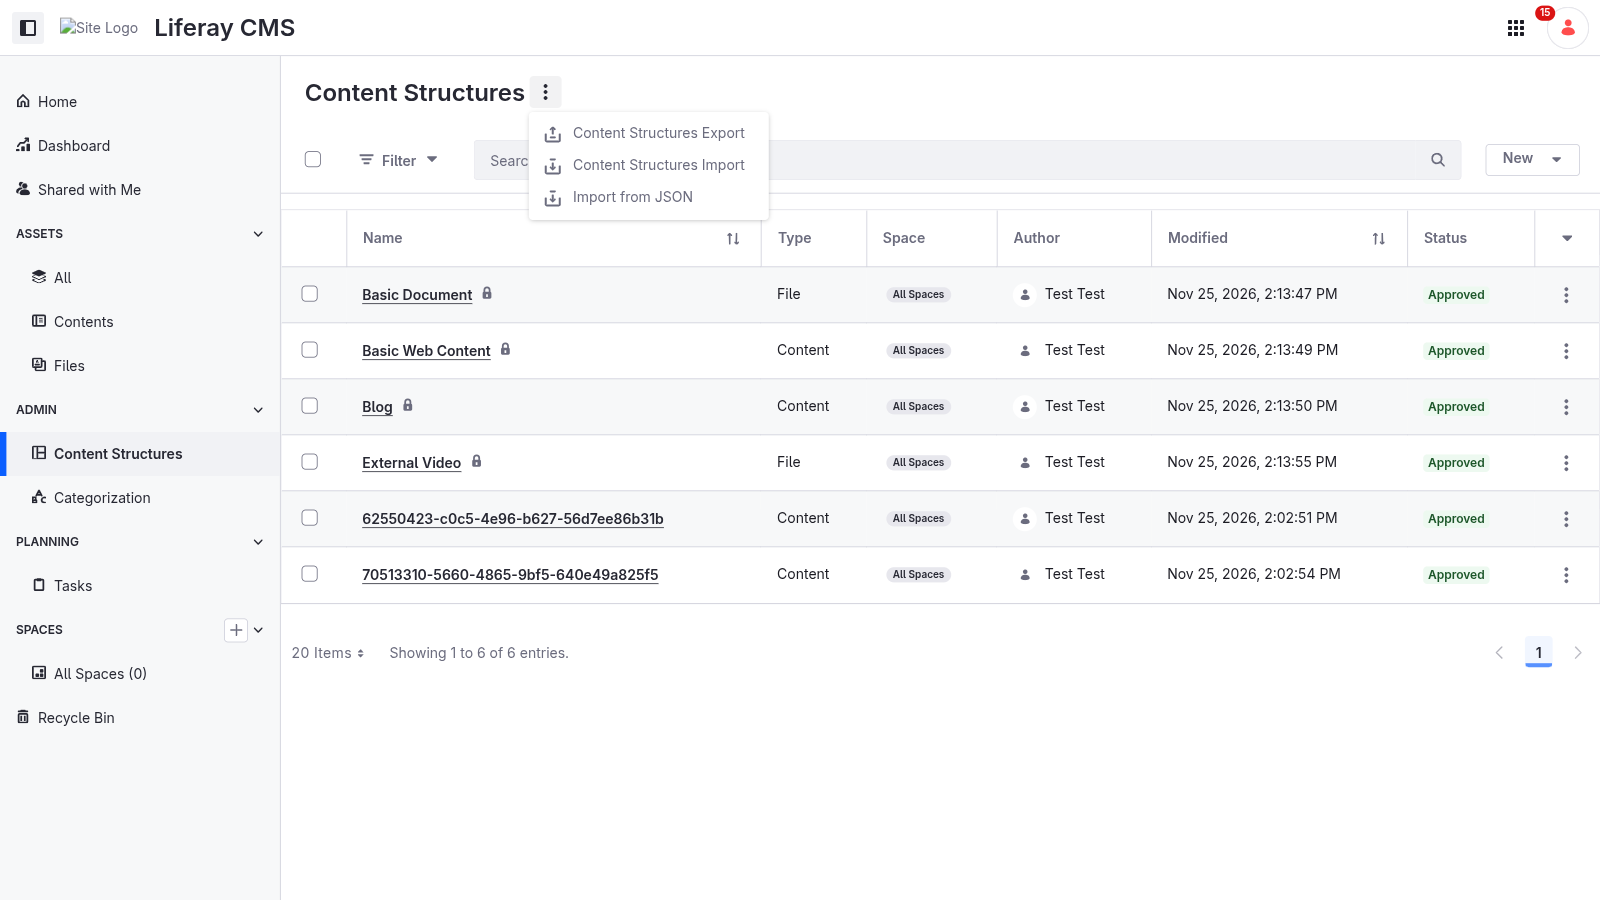 Site Logo
Liferay CMS
15
Home
Dashboard
Shared with Me
ASSETS
All
Contents
Files
ADMIN
Content Structures
Categorization
PLANNING
Tasks
SPACES
All Spaces (0)
Recycle Bin
Content Structures
Content Structures Export
Content Structures Import
Import from JSON
Filter
Searc
New
Name Type Space Author Modified Status
Basic Document File All Spaces Test Test Nov 25, 2026, 2:13:47 PM Approved
Basic Web Content Content All Spaces Test Test Nov 25, 2026, 2:13:49 PM Approved
Blog Content All Spaces Test Test Nov 25, 2026, 2:13:50 PM Approved
External Video File All Spaces Test Test Nov 25, 2026, 2:13:55 PM Approved
62550423-c0c5-4e96-b627-56d7ee86b31b Content All Spaces Test Test Nov 25, 2026, 2:02:51 PM Approved
70513310-5660-4865-9bf5-640e49a825f5 Content All Spaces Test Test Nov 25, 2026, 2:02:54 PM Approved
20 Items Showing 1 to 6 of 6 entries.
1